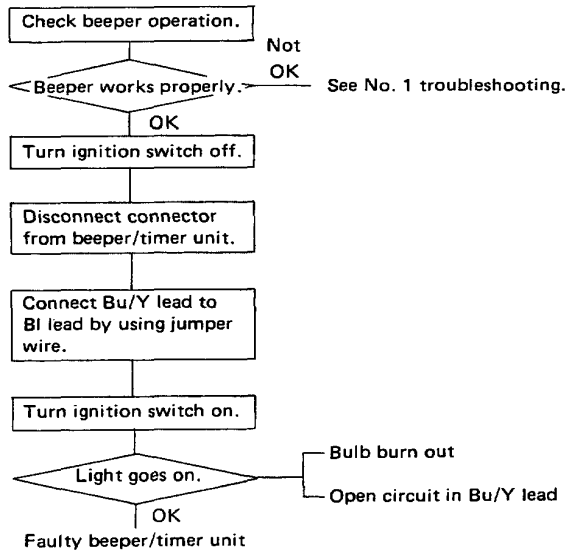 Check beeper operation.
Not
OK
Beeper works properly.
See No. 1 troubleshooting.
OK
Turn ignition switch off.
Disconnect connector
from beeper/timer unit.
Connect Bu/Y lead to
Bl lead by using jumper
wire.
Turn ignition switch on.
Light goes on.
Bulb burn out
Open circuit in Bu/Y lead
OK
Faulty beeper/timer unit